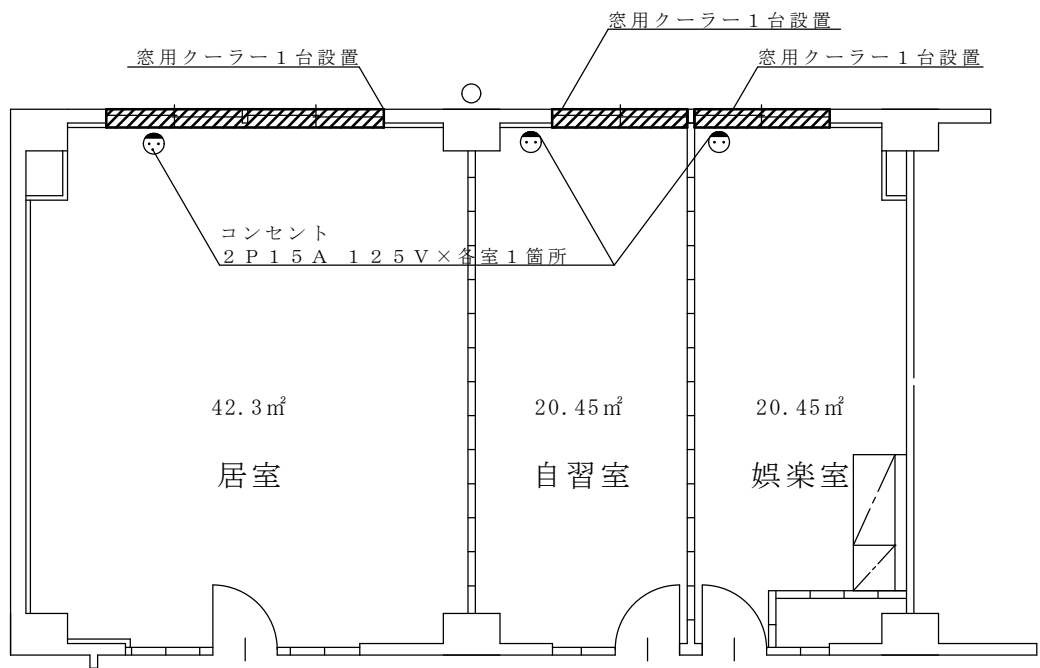 窓用クーラー１台設置
窓用クーラー１台設置
窓用クーラー１台設置
コンセント
２Ｐ１５Ａ　１２５Ｖ×各室１箇所
42.3㎡
20.45㎡
20.45㎡
居室
自習室
娯楽室